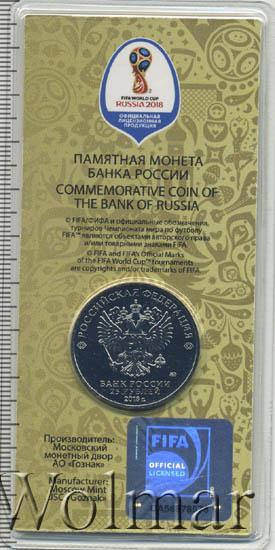 FIFA WORLD CUP
RUSSIA 2018
ОФИЦИАЛЬНАЯ
ЛИЦЕНЗИОННАЯ
ПРОДУКЦИЯ
ПАМЯТНАЯ МОНЕТА
БАНКА РОССИИ
COMMEMORATIVE COIN OF
THE BANK OF RUSSIA
© FIFA/ФИФА и официальные обозначения
турниров Чемпионата мира по футболу
FIFA™ являются объектами авторского права
и/или товарными знаками FIFA
© FIFA and FIFA's Official Marks
of the FIFA World Cup™ tournaments
are copyrights and/or trademarks of FIFA
РОССИЙСКАЯ ФЕДЕРАЦИЯ
БАНК РОССИИ
25 РУБЛЕЙ
2018 г.
Производитель:
Московский
монетный двор
АО «Гознак»
Manufacturer:
Moscow Mint
JSC «Goznak»
FIFA
OFFICIAL
LICENSED
Wolmar